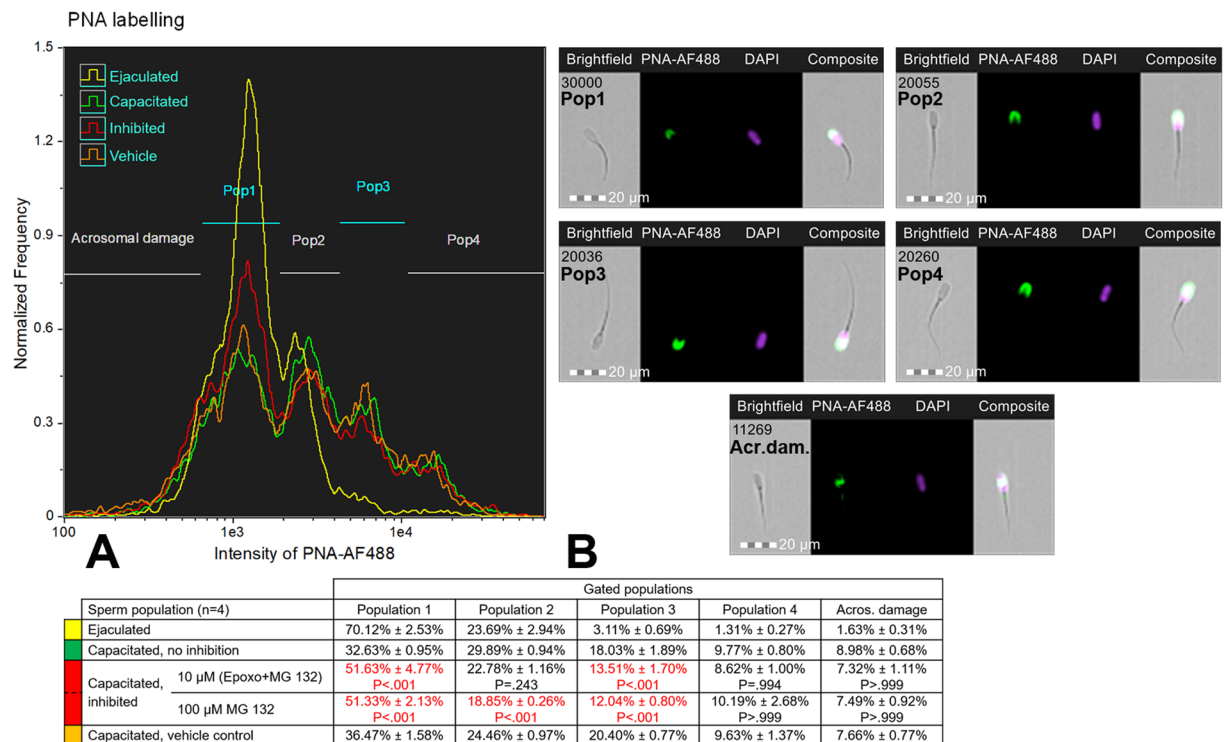 PNA labelling
1.5
1.2
0.9
0.6
0.3
0
Normalized Frequency
Ejaculated
Capacitated
Inhibited
Vehicle
Pop1
Pop3
Acrosomal damage
Pop2
Pop4
100
1e3
1e4
Intensity of PNA-AF488
A
Brightfield PNA-AF488 DAPI Composite
30000
Pop1
20 µm
Brightfield PNA-AF488 DAPI Composite
20055
Pop2
20 µm
Brightfield PNA-AF488 DAPI Composite
20036
Pop3
20 µm
Brightfield PNA-AF488 DAPI Composite
20260
Pop4
20 µm
Brightfield PNA-AF488 DAPI Composite
11269
Acr.dam.
20 µm
B
Gated populations
Sperm population (n=4) Population 1 Population 2 Population 3 Population 4 Acros. damage
Ejaculated 70.12% ± 2.53% 23.69% ± 2.94% 3.11% ± 0.69% 1.31% ± 0.27% 1.63% ± 0.31%
Capacitated, no inhibition 32.63% ± 0.95% 29.89% ± 0.94% 18.03% ± 1.89% 9.77% ± 0.80% 8.98% ± 0.68%
Capacitated, inhibited
10 µM (Epoxo+MG 132) 51.63% ± 4.77% 22.78% ± 1.16% 13.51% ± 1.70% 8.62% ± 1.00% 7.32% ± 1.11%
P<.001 P=.243 P<.001 P=.994 P>.999
100 µM MG 132 51.33% ± 2.13% 18.85% ± 0.26% 12.04% ± 0.80% 10.19% ± 2.68% 7.49% ± 0.92%
P<.001 P<.001 P<.001 P>.999 P>.999
Capacitated, vehicle control 36.47% ± 1.58% 24.46% ± 0.97% 20.40% ± 0.77% 9.63% ± 1.37% 7.66% ± 0.77%